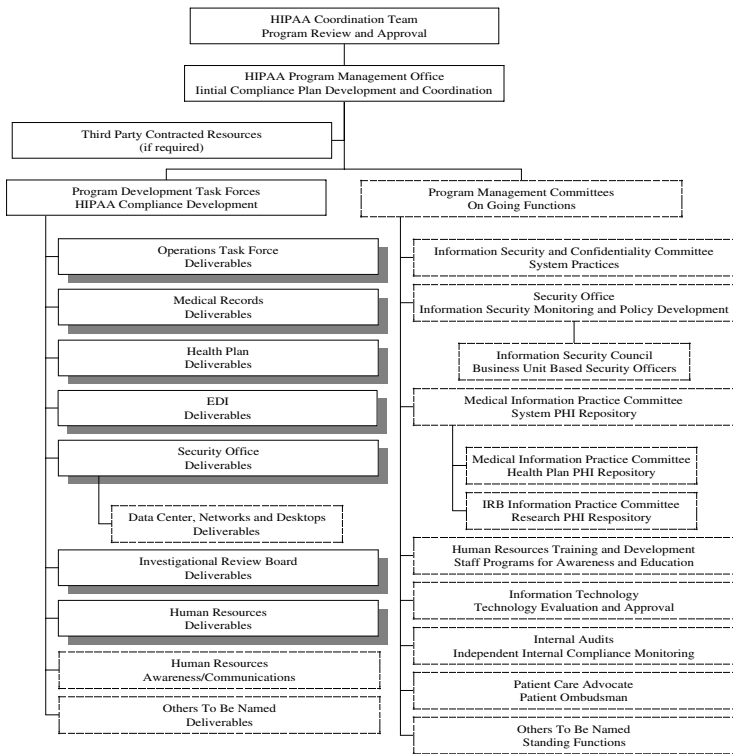 HIPAA Coordination Team
Program Review and Approval
HIPAA Program Management Office
Iintial Compliance Plan Development and Coordination
Third Party Contracted Resources
(if required)
Program Development Task Forces
HIPAA Compliance Development
Operations Task Force
Deliverables
Medical Records
Deliverables
Health Plan
Deliverables
EDI
Deliverables
Security Office
Deliverables
Data Center, Networks and Desktops
Deliverables
Investigational Review Board
Deliverables
Human Resources
Deliverables
Human Resources
Awareness/Communications
Others To Be Named
Deliverables
Program Management Committees
On Going Functions
Information Security and Confidentiality Committee
System Practices
Security Office
Information Security Monitoring and Policy Development
Information Security Council
Business Unit Based Security Officers
Medical Information Practice Committee
System PHI Repository
Medical Information Practice Committee
Health Plan PHI Repository
IRB Information Practice Committee
Research PHI Respository
Human Resources Training and Development
Staff Programs for Awareness and Education
Information Technology
Technology Evaluation and Approval
Internal Audits
Independent Internal Compliance Monitoring
Patient Care Advocate
Patient Ombudsman
Others To Be Named
Standing Functions